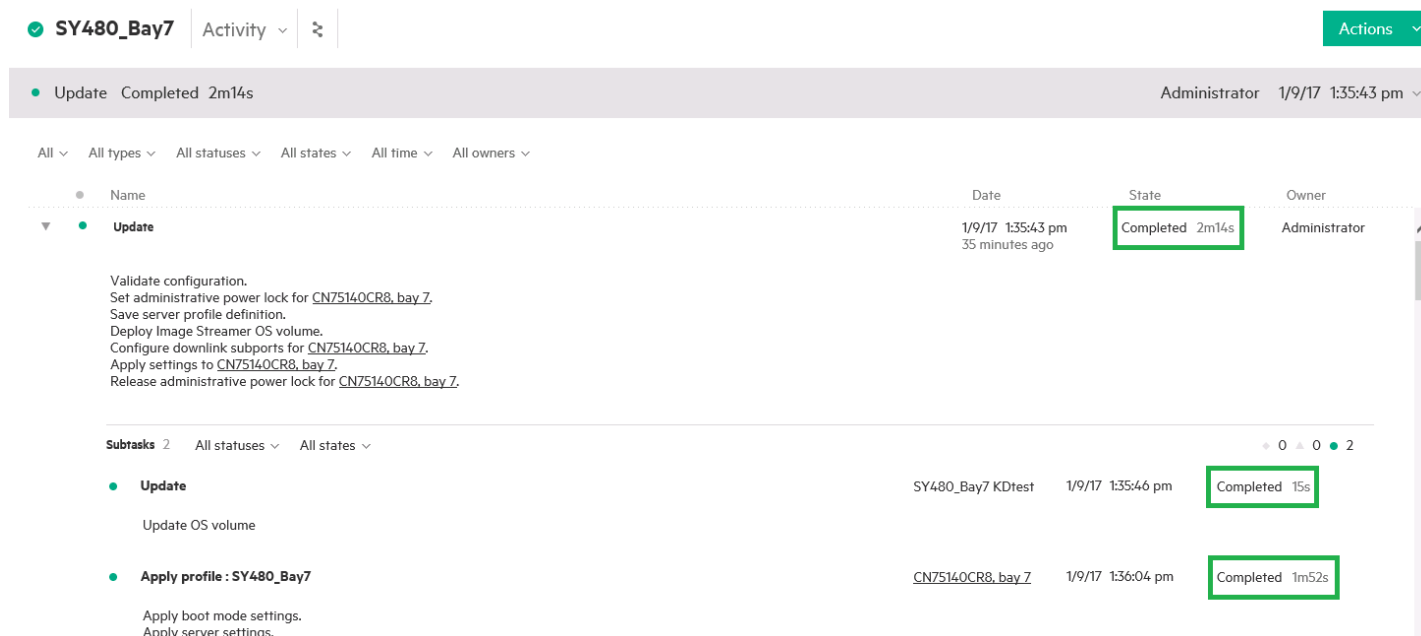 SY480_Bay7 Activity Actions
Update Completed 2m14s Administrator 1/9/17 1:35:43 pm
All All types All statuses All states All time All owners
Name Date State Owner
Update 1/9/17 1:35:43 pm Completed 2m14s Administrator
35 minutes ago
Validate configuration.
Set administrative power lock for CN75140CR8, bay 7.
Save server profile definition.
Deploy Image Streamer OS volume.
Configure downlink subports for CN75140CR8, bay 7.
Apply settings to CN75140CR8, bay 7.
Release administrative power lock for CN75140CR8, bay 7.
Subtasks 2 All statuses All states 0 0 2
Update SY480_Bay7 KDtest 1/9/17 1:35:46 pm Completed 15s
Update OS volume
Apply profile : SY480_Bay7 CN75140CR8, bay 7 1/9/17 1:36:04 pm Completed 1m52s
Apply boot mode settings.
Apply server settings.